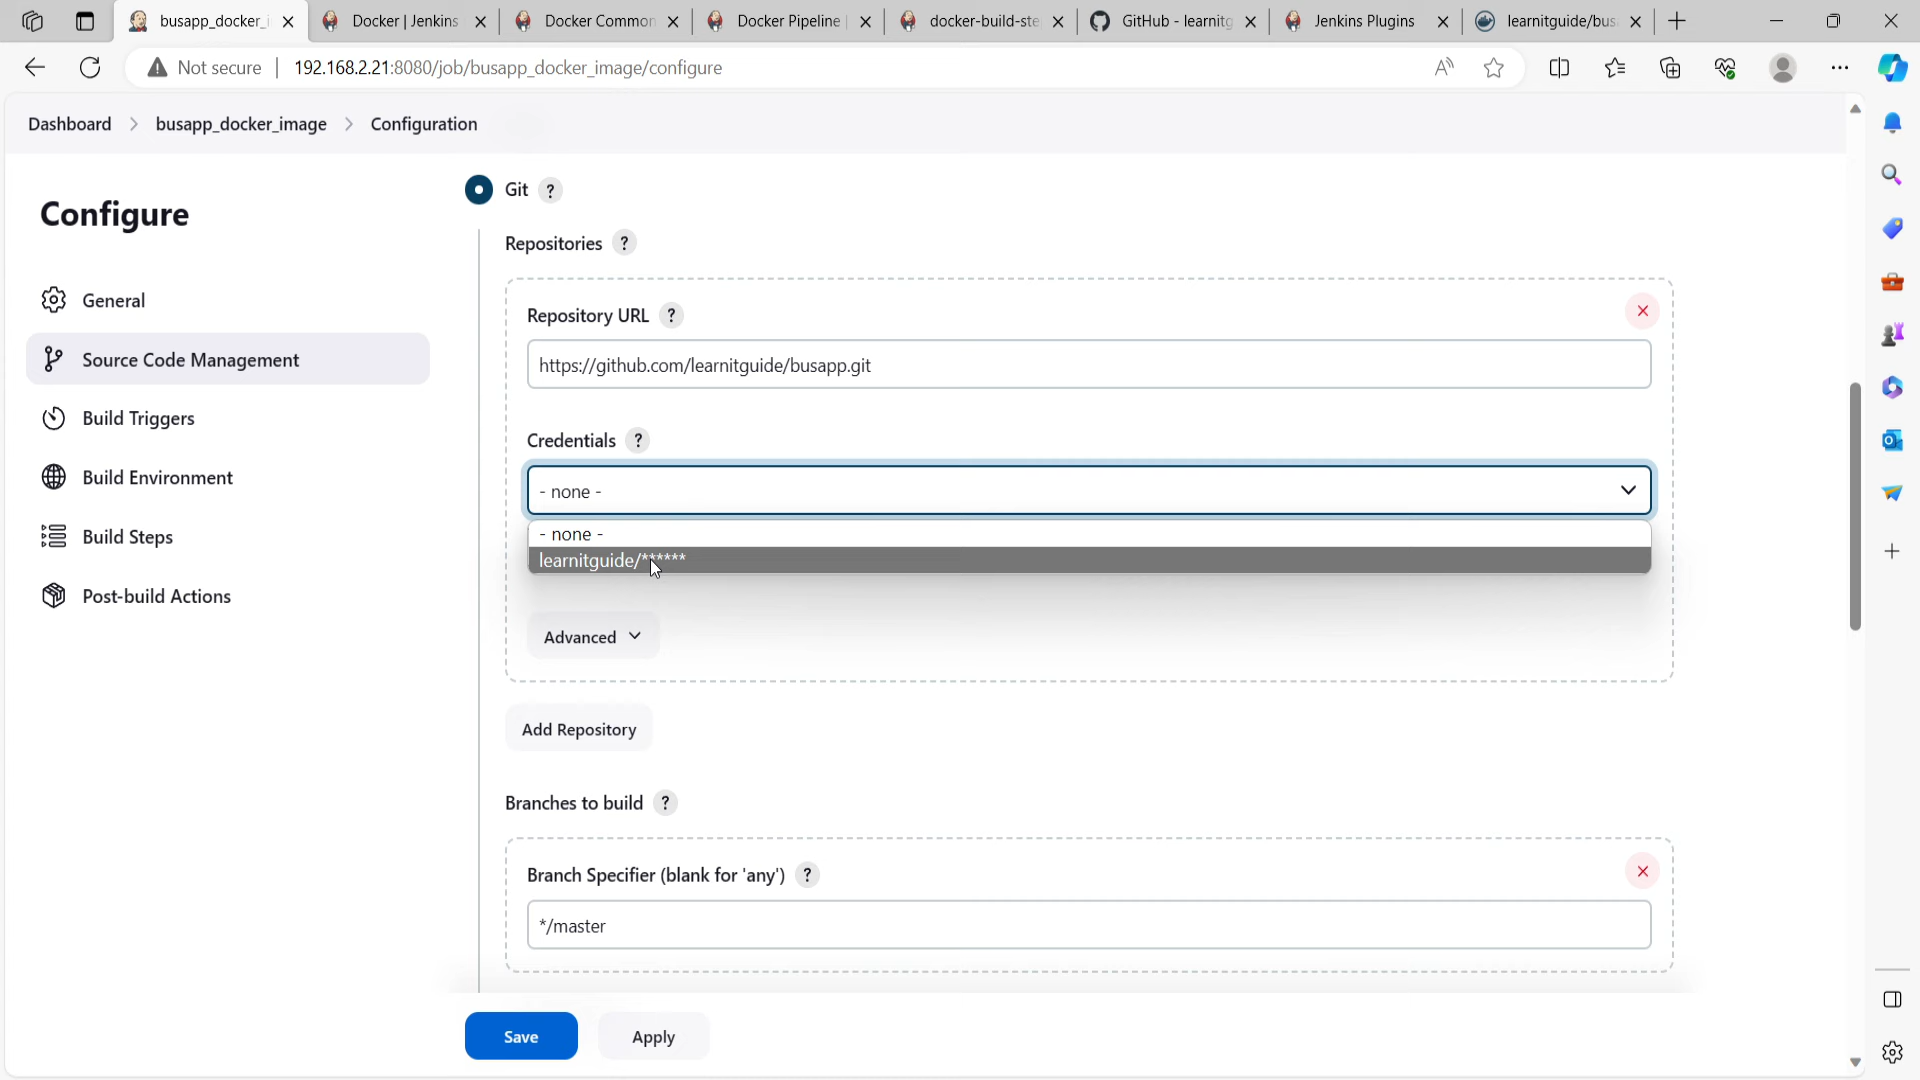 busapp_docker_i
Docker | Jenkins
Docker Common
Docker Pipeline |
docker-build-ste
GitHub - learnitg
Jenkins Plugins
learnitguide/bus
Not secure
192.168.2.21:8080/job/busapp_docker_image/configure
Dashboard > busapp_docker_image > Configuration
Configure
General
Source Code Management
Build Triggers
Build Environment
Build Steps
Post-build Actions
Git ?
Repositories ?
Repository URL ?
https://github.com/learnitguide/busapp.git
Credentials ?
- none -
- none -
learnitguide/******
Advanced
Add Repository
Branches to build ?
Branch Specifier (blank for 'any') ?
*/master
Save
Apply